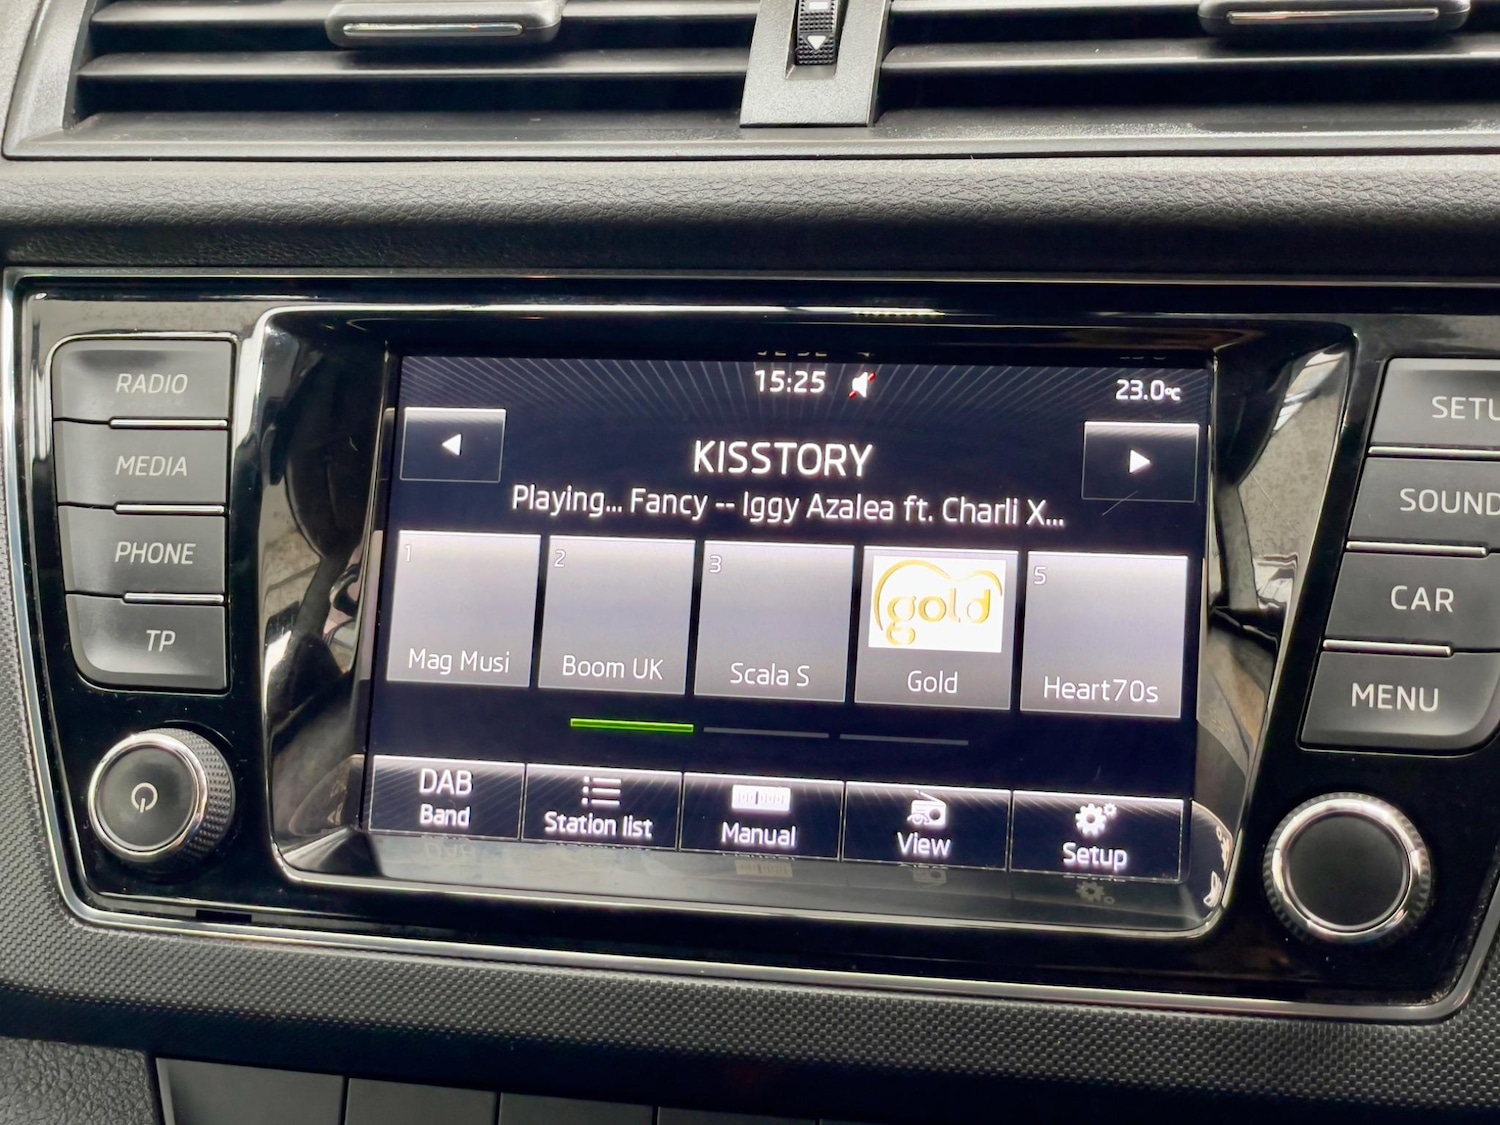 15:25
23.0°C
KISSTORY
Playing... Fancy -- Iggy Azalea ft. Charli X...
1
2
3
5
gold
Mag Musi
Boom UK
Scala S
Gold
Heart70s
DAB
Band
Station list
Manual
View
Setup
RADIO
MEDIA
PHONE
TP
SETU
SOUND
CAR
MENU